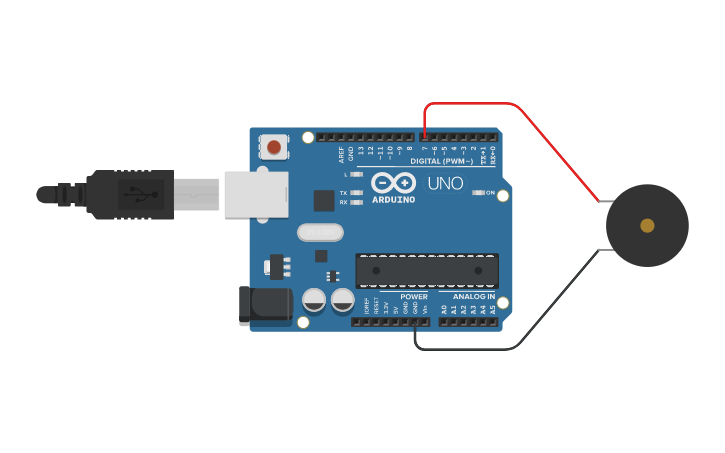 AREF
GND
13
12
~11
~10
~9
8
7
~6
~5
4
~3
2
TX→1
RX←0
DIGITAL (PWM~)
L
TX
RX
ARDUINO
UNO
ON
POWER
ANALOG IN
IOREF
RESET
3.3V
5V
GND
GND
Vin
A0
A1
A2
A3
A4
A5